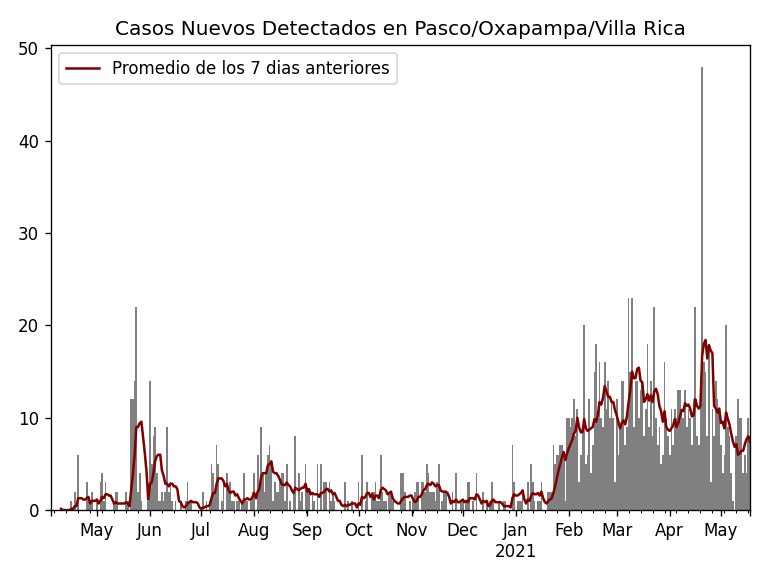 Casos Nuevos Detectados en Pasco/Oxapampa/Villa Rica
Promedio de los 7 dias anteriores
50
40
30
20
10
0
May Jun Jul Aug Sep Oct Nov Dec Jan Feb Mar Apr May
2021